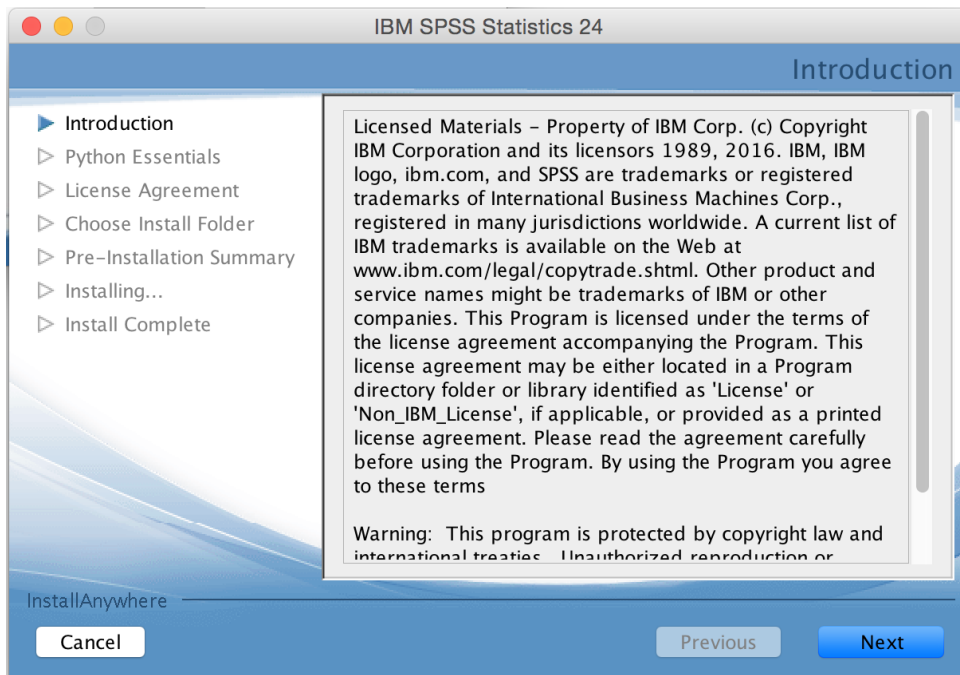 IBM SPSS Statistics 24
Introduction
Introduction
Python Essentials
License Agreement
Choose Install Folder
Pre-Installation Summary
Installing...
Install Complete
Licensed Materials – Property of IBM Corp. (c) Copyright
IBM Corporation and its licensors 1989, 2016. IBM, IBM
logo, ibm.com, and SPSS are trademarks or registered
trademarks of International Business Machines Corp.,
registered in many jurisdictions worldwide. A current list of
IBM trademarks is available on the Web at
www.ibm.com/legal/copytrade.shtml. Other product and
service names might be trademarks of IBM or other
companies. This Program is licensed under the terms of
the license agreement accompanying the Program. This
license agreement may be either located in a Program
directory folder or library identified as 'License' or
'Non_IBM_License', if applicable, or provided as a printed
license agreement. Please read the agreement carefully
before using the Program. By using the Program you agree
to these terms
Warning:  This program is protected by copyright law and
international treaties.  Unauthorized reproduction or
InstallAnywhere
Cancel
Previous
Next